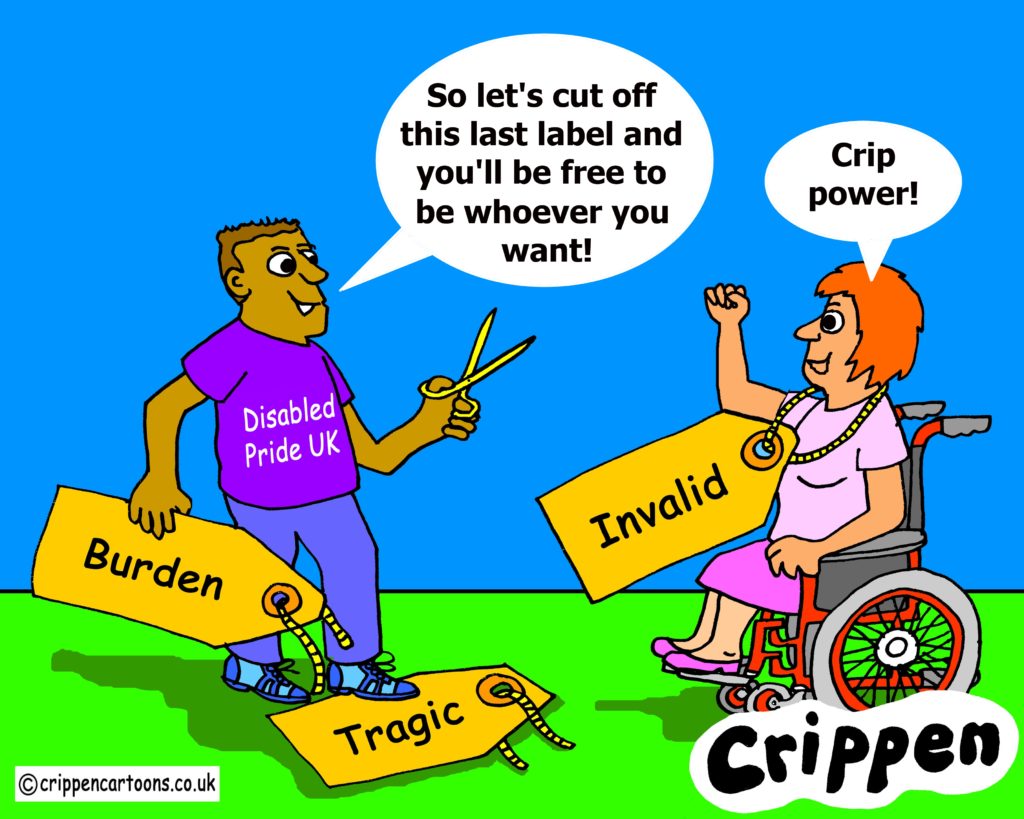 So let's cut off
this last label and
you'll be free to
be whoever you
want!
Crip
power!
Disabled
Pride UK
Burden
Invalid
Tragic
Crippen
©crippencartoons.co.uk